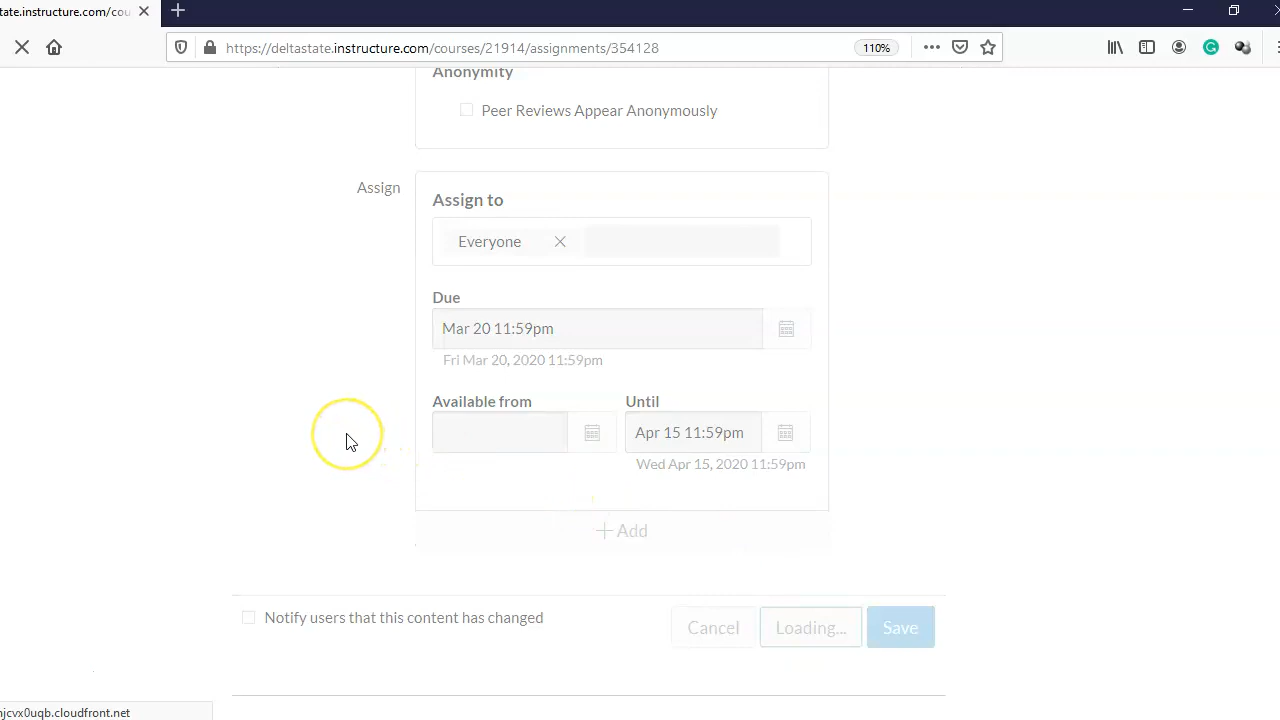 tate.instructure.com/cou
https://deltastate.instructure.com/courses/21914/assignments/354128
110%
Anonymity
Peer Reviews Appear Anonymously
Assign
Assign to
Everyone
Due
Mar 20 11:59pm
Fri Mar 20, 2020 11:59pm
Available from
Until
Apr 15 11:59pm
Wed Apr 15, 2020 11:59pm
+ Add
Notify users that this content has changed
Cancel
Loading...
Save
njcvx0uqb.cloudfront.net